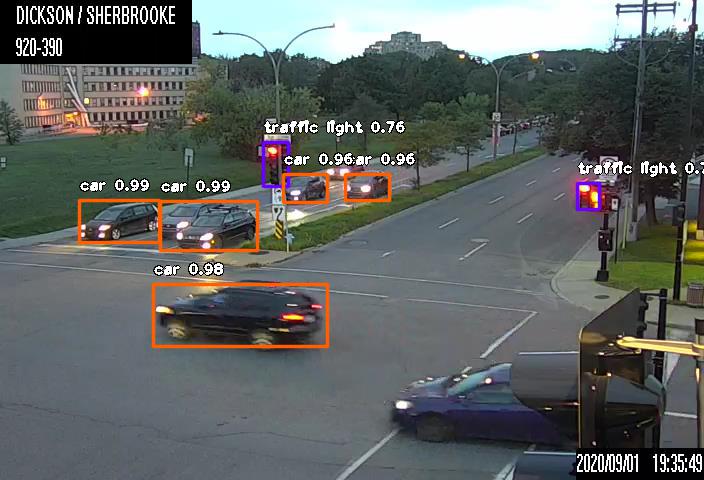 DICKSON / SHERBROOKE
920-390
traffic light 0.76
car 0.96
ar 0.96
traffic light 0.7
car 0.99
car 0.99
car 0.98
2020/09/01 19:35:49